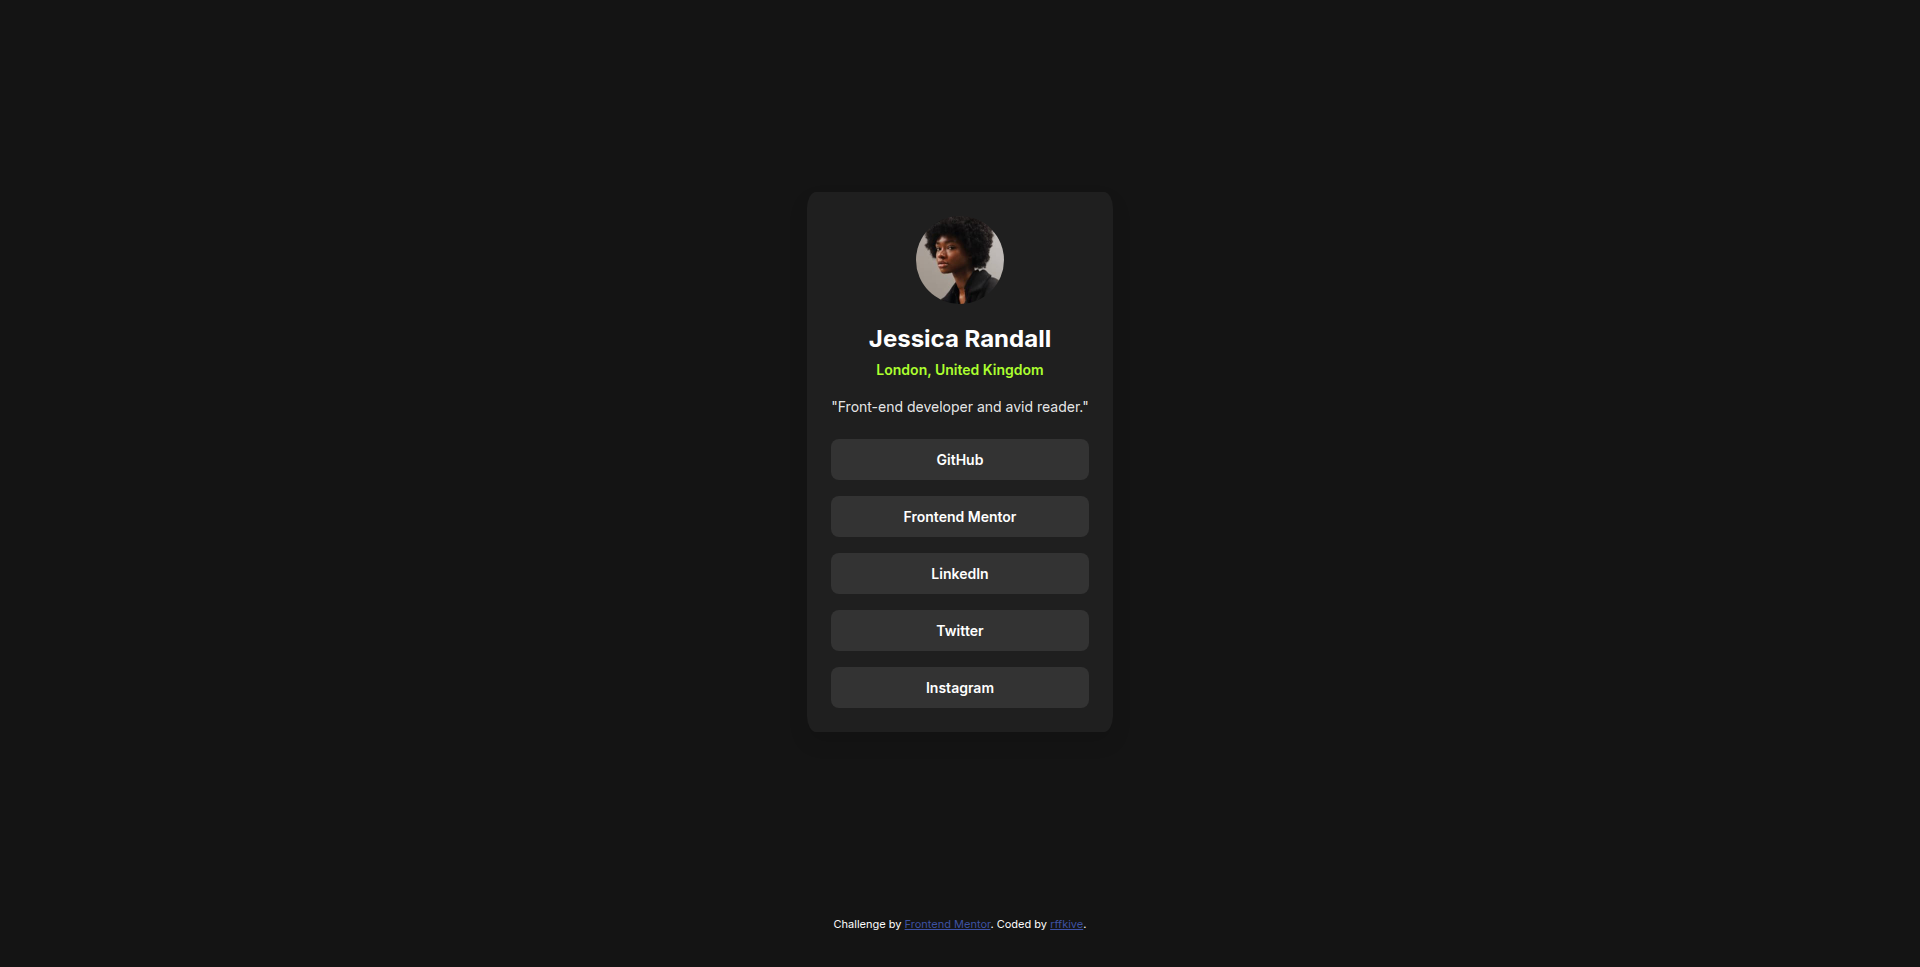 Jessica Randall
London, United Kingdom
"Front-end developer and avid reader."
GitHub
Frontend Mentor
LinkedIn
Twitter
Instagram
Challenge by Frontend Mentor. Coded by rffkive.